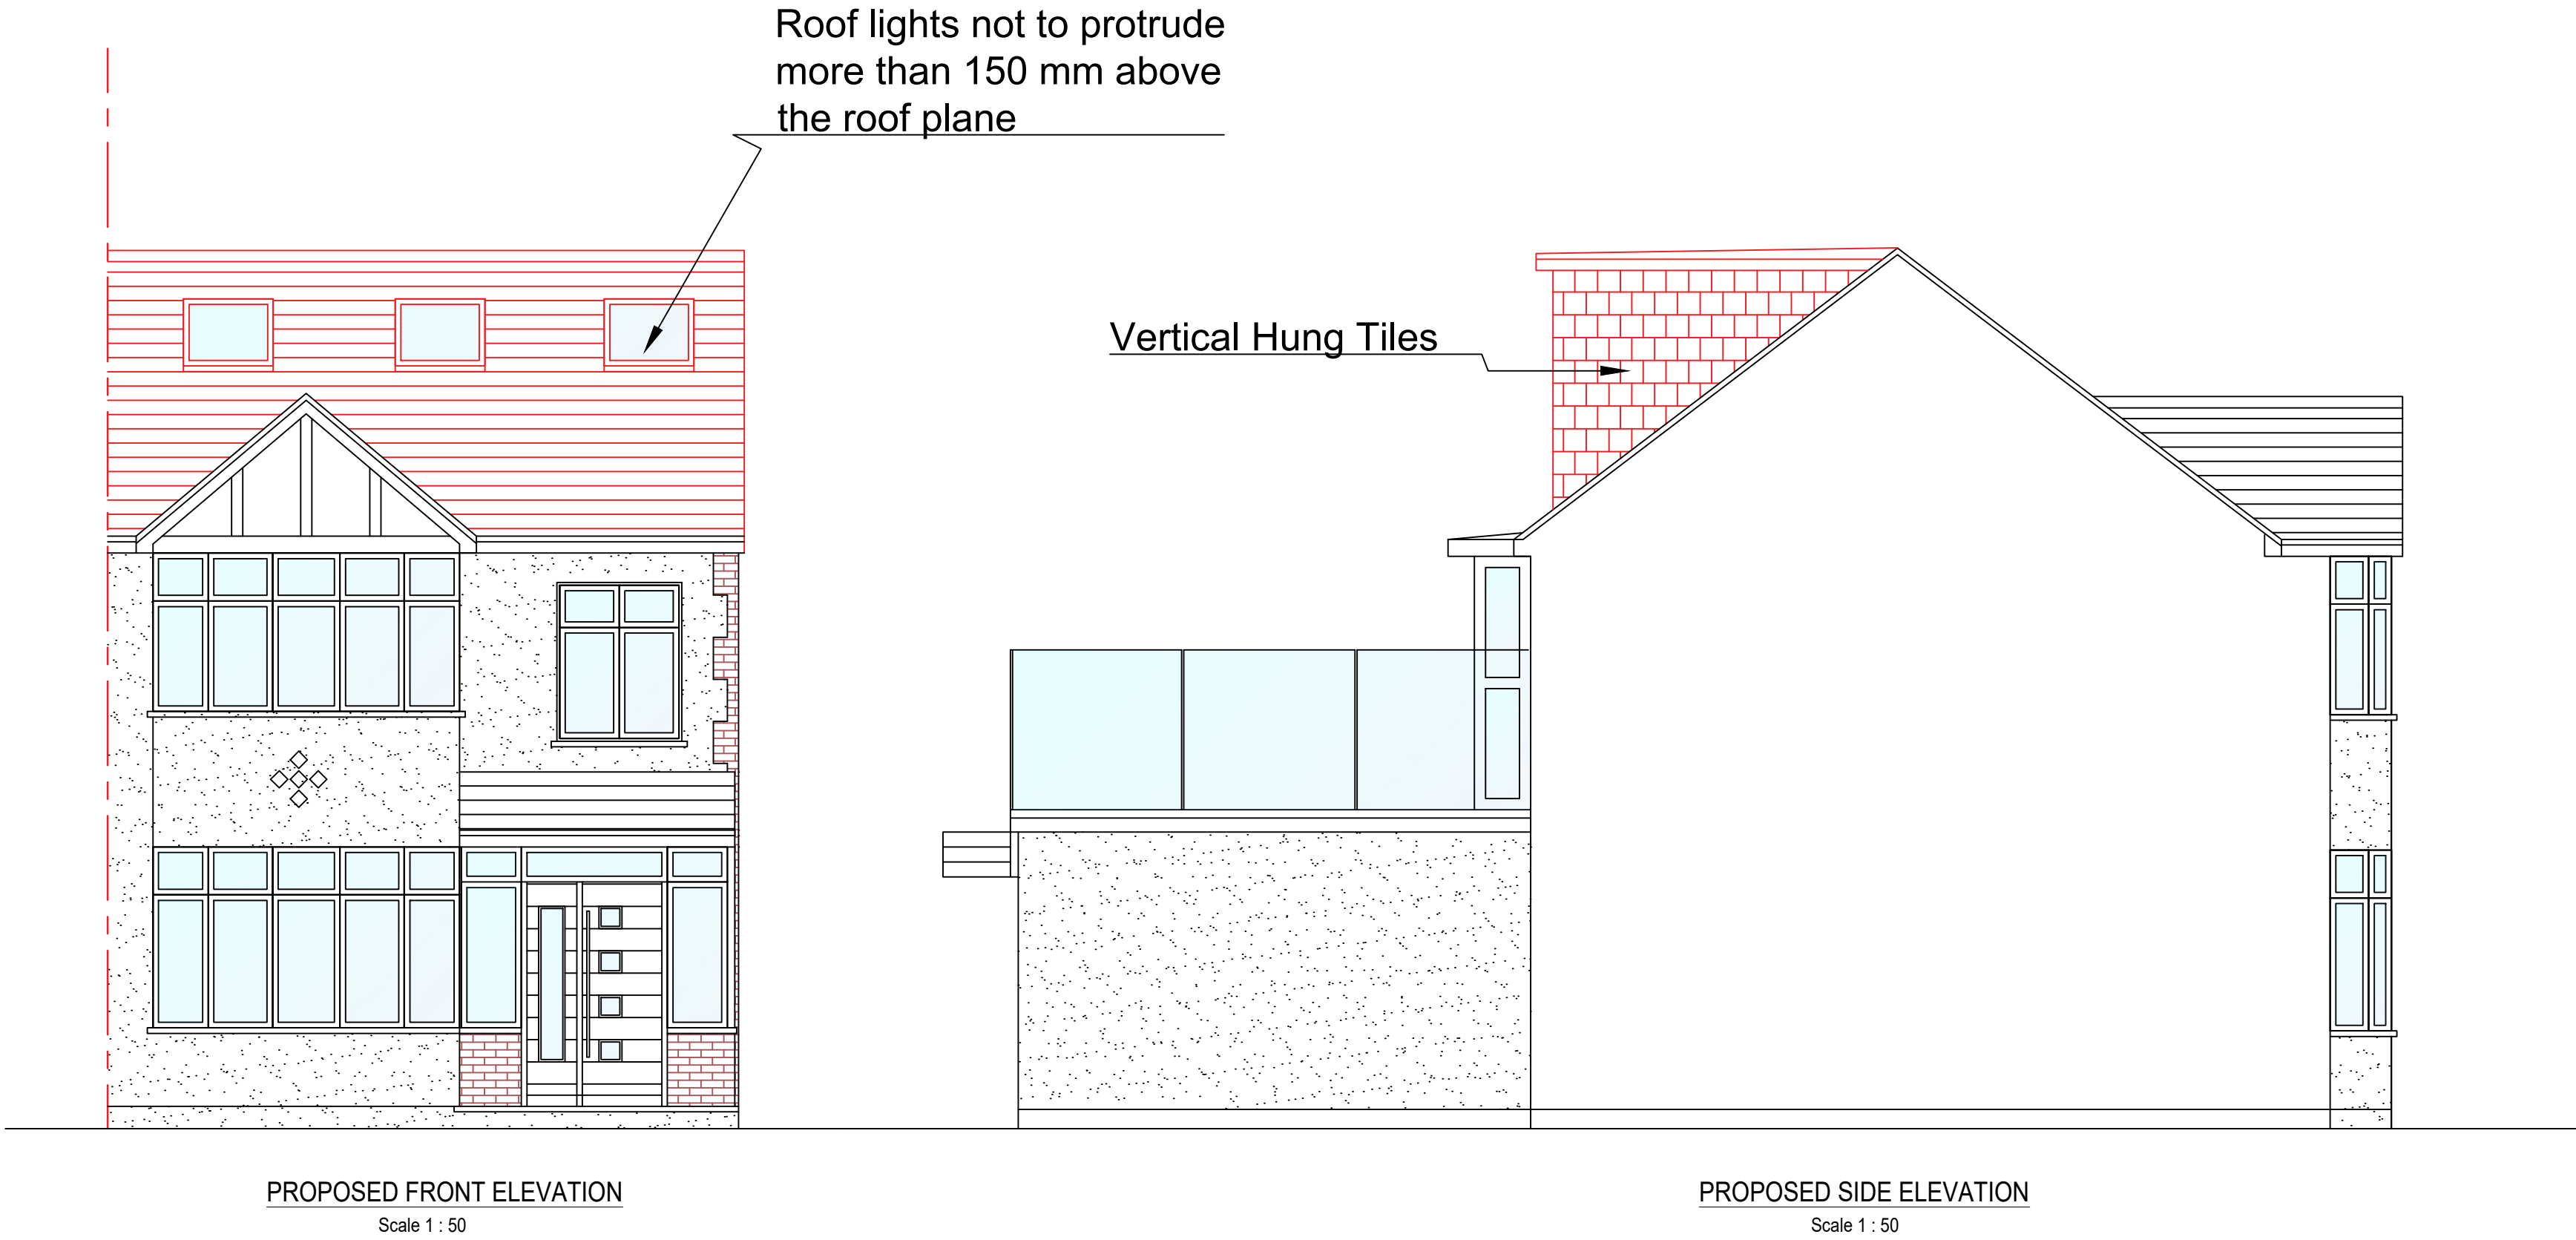 Roof lights not to protrude
more than 150 mm above
the roof plane
Vertical Hung Tiles
PROPOSED FRONT ELEVATION
Scale 1 : 50
PROPOSED SIDE ELEVATION
Scale 1 : 50